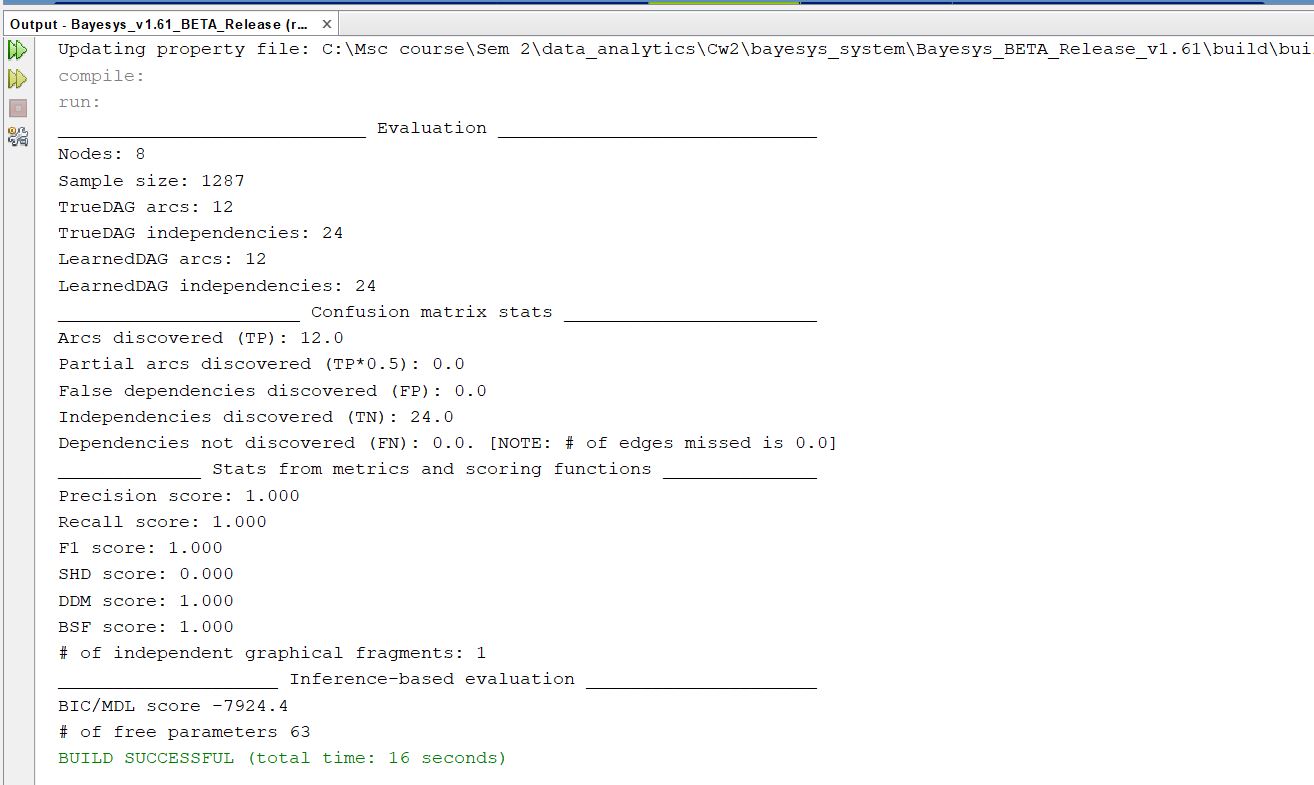 Output - Bayesys_v1.61_BETA_Release (r...
Updating property file: C:\Msc course\Sem 2\data_analytics\Cw2\bayesys_system\Bayesys_BETA_Release_v1.61\build\bui
compile:
run:
____________________________ Evaluation _____________________________
Nodes: 8
Sample size: 1287
TrueDAG arcs: 12
TrueDAG independencies: 24
LearnedDAG arcs: 12
LearnedDAG independencies: 24
______________________ Confusion matrix stats _______________________
Arcs discovered (TP): 12.0
Partial arcs discovered (TP*0.5): 0.0
False dependencies discovered (FP): 0.0
Independencies discovered (TN): 24.0
Dependencies not discovered (FN): 0.0. [NOTE: # of edges missed is 0.0]
_____________ Stats from metrics and scoring functions ______________
Precision score: 1.000
Recall score: 1.000
F1 score: 1.000
SHD score: 0.000
DDM score: 1.000
BSF score: 1.000
# of independent graphical fragments: 1
____________________ Inference-based evaluation _____________________
BIC/MDL score -7924.4
# of free parameters 63
BUILD SUCCESSFUL (total time: 16 seconds)